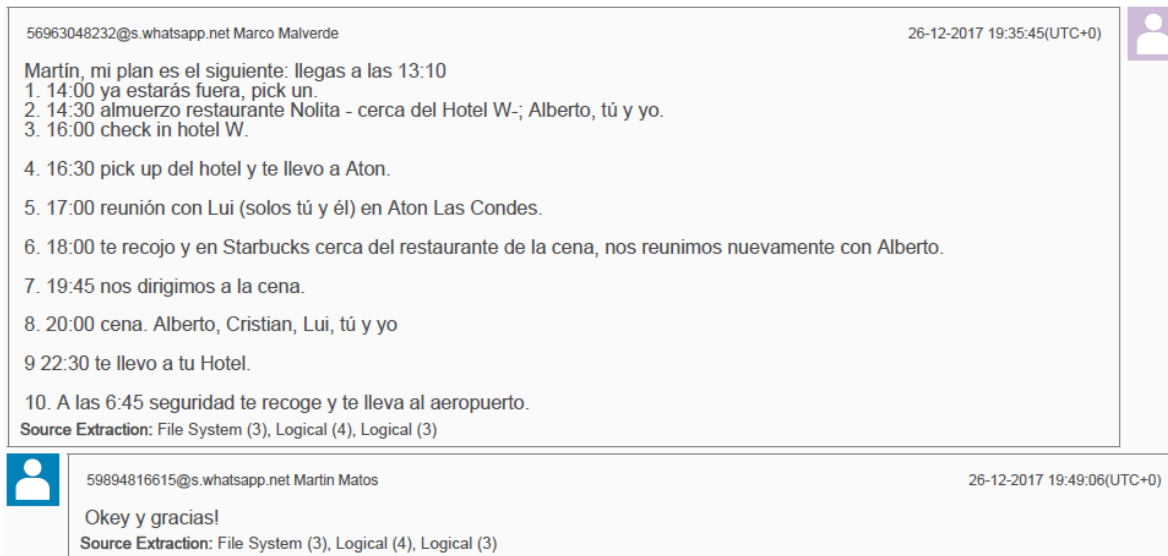 56963048232@s.whatsapp.net Marco Malverde 26-12-2017 19:35:45(UTC+0)
Martín, mi plan es el siguiente: llegas a las 13:10
1. 14:00 ya estarás fuera, pick un.
2. 14:30 almuerzo restaurante Nolita - cerca del Hotel W-; Alberto, tú y yo.
3. 16:00 check in hotel W.
4. 16:30 pick up del hotel y te llevo a Aton.
5. 17:00 reunión con Lui (solos tú y él) en Aton Las Condes.
6. 18:00 te recojo y en Starbucks cerca del restaurante de la cena, nos reunimos nuevamente con Alberto.
7. 19:45 nos dirigimos a la cena.
8. 20:00 cena. Alberto, Cristian, Lui, tú y yo
9 22:30 te llevo a tu Hotel.
10. A las 6:45 seguridad te recoge y te lleva al aeropuerto.
Source Extraction: File System (3), Logical (4), Logical (3)
59894816615@s.whatsapp.net Martin Matos 26-12-2017 19:49:06(UTC+0)
Okey y gracias!
Source Extraction: File System (3), Logical (4), Logical (3)